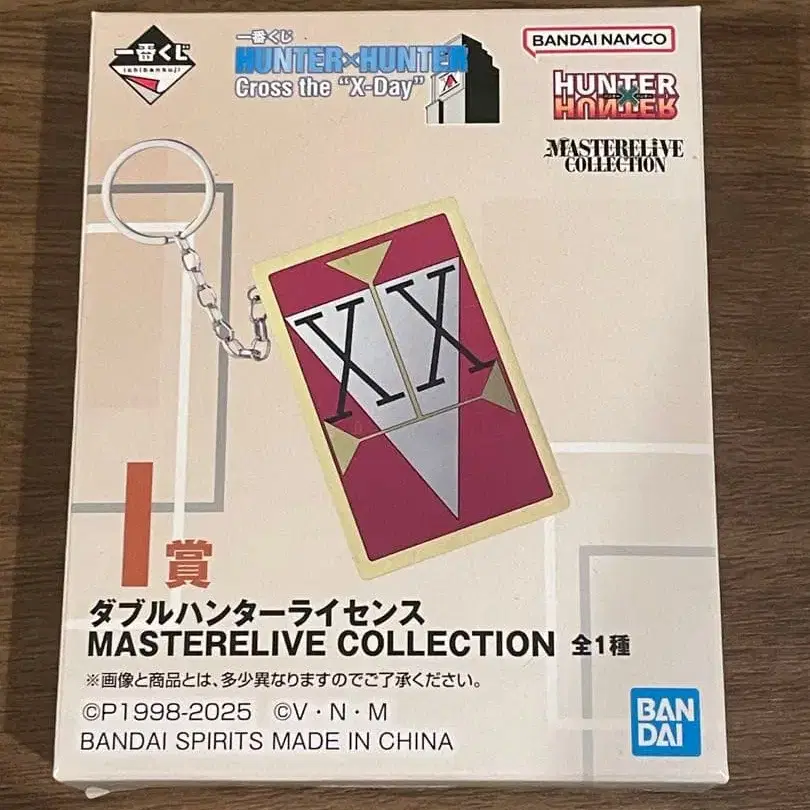 一番くじ
ichibankuji
一番くじ
HUNTER×HUNTER
Cross the "X-Day"
BANDAI NAMCO
HUNTER×HUNTER
MASTERELIVE
COLLECTION
XX
I賞
ダブルハンターライセンス
MASTERELIVE COLLECTION 全1種
※画像と商品とは、多少異なりますのでご了承ください。
©P1998-2025 ©V・N・M
BANDAI SPIRITS MADE IN CHINA
BAN
DAI